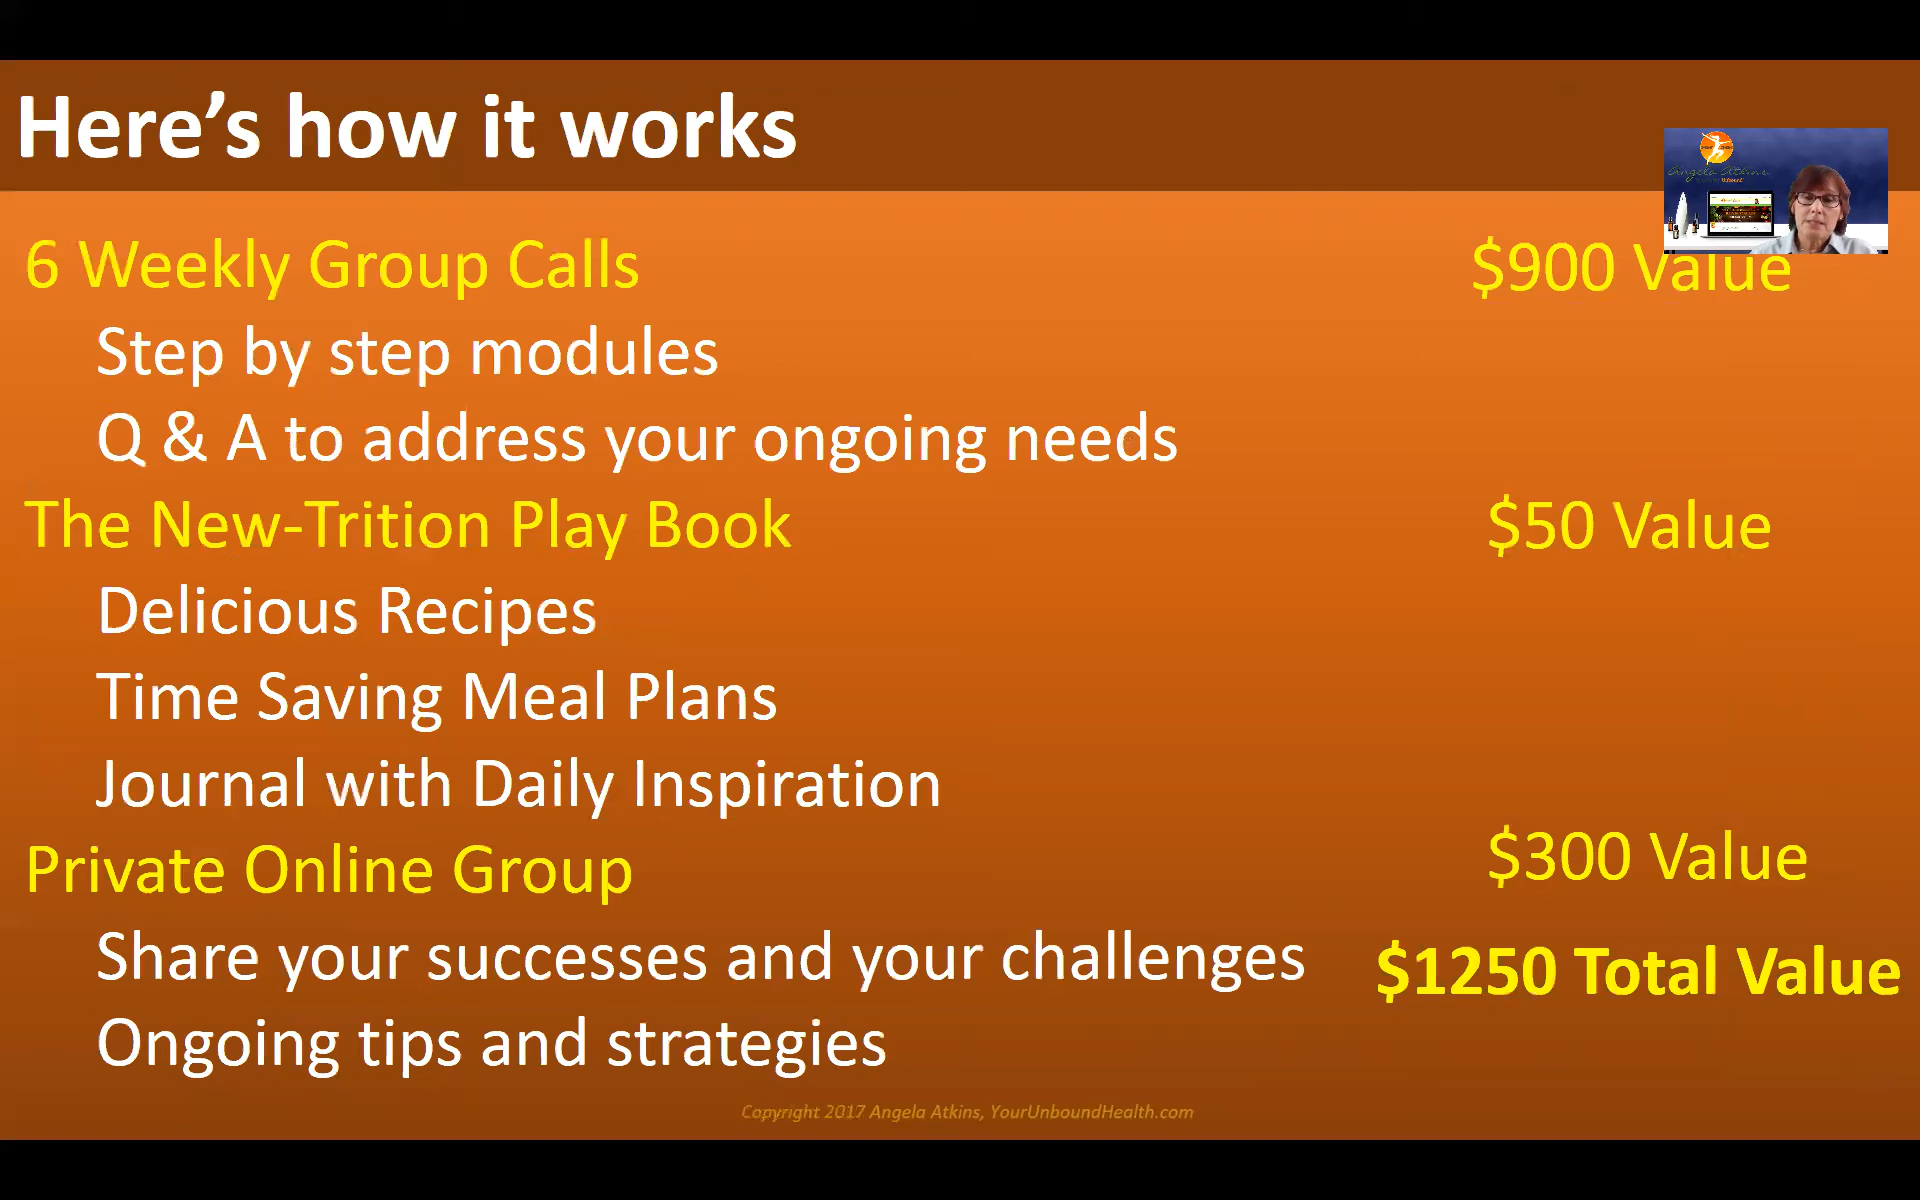 Here's how it works
Angela Atkins
6 Weekly Group Calls
$900 Value
Step by step modules
Q & A to address your ongoing needs
The New-Trition Play Book
$50 Value
Delicious Recipes
Time Saving Meal Plans
Journal with Daily Inspiration
Private Online Group
$300 Value
Share your successes and your challenges
$1250 Total Value
Ongoing tips and strategies
Copyright 2017 Angela Atkins, YourUnboundHealth.com